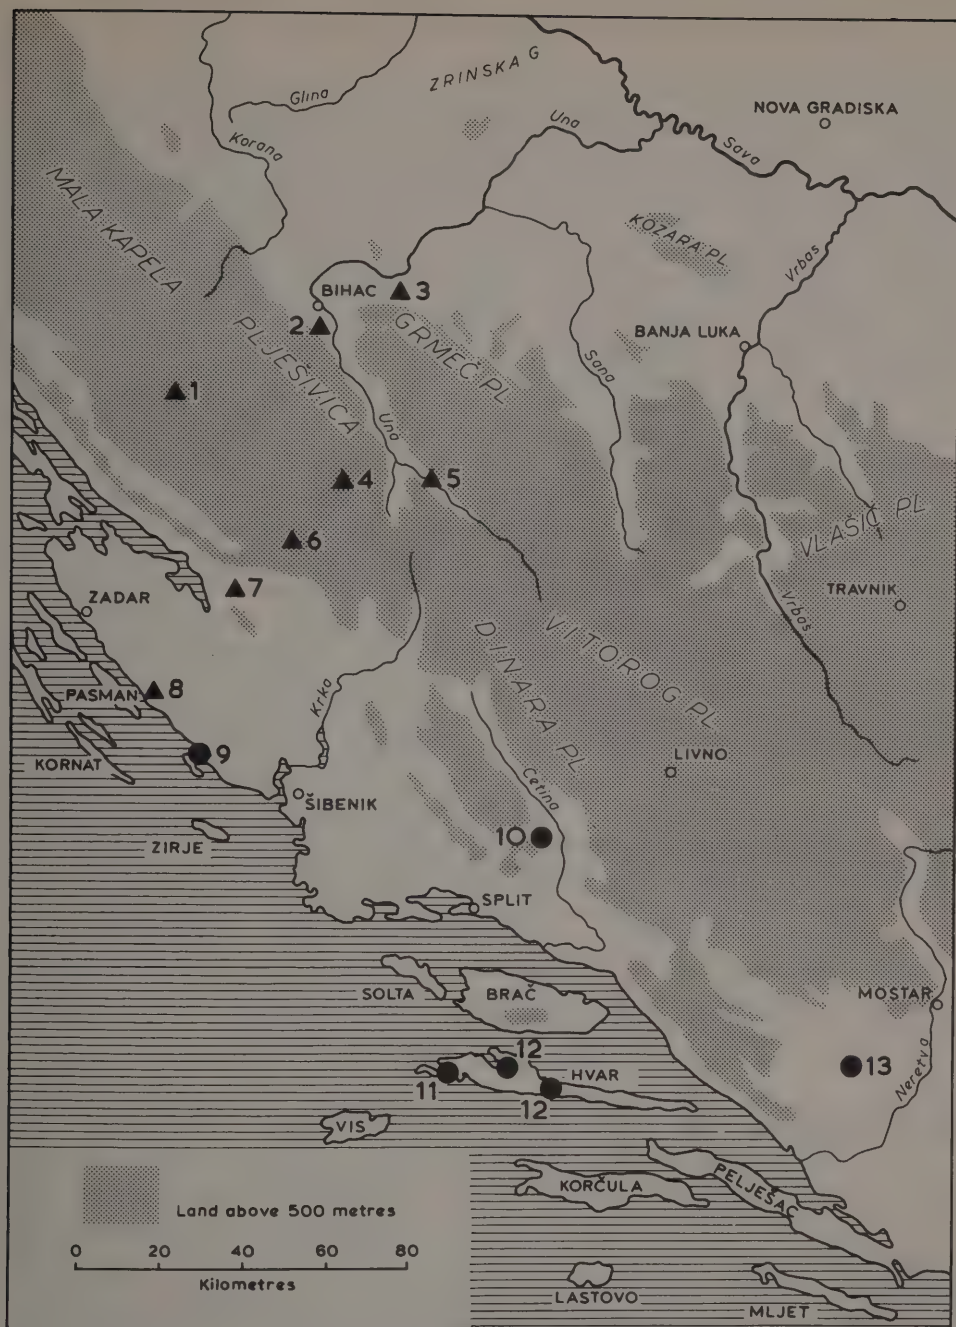 ZRINSKA G
Glina
NOVA GRADISKA
Una
Korana
Sava
MALA KAPELA
KOZARA PL
Vrbas
BIHAC
3
2
PLJEŠIVICA
GRMEČ PL
BANJA LUKA
Sana
1
Una
4
5
VLAŠIĆ PL
6
7
TRAVNIK
ZADAR
Vrbas
VITOROG PL
DINARA PL
Krka
PASMAN
8
9
LIVNO
KORNAT
Cetina
ŠIBENIK
ZIRJE
10
SPLIT
SOLTA
BRAČ
MOSTAR
12
HVAR
13
11
12
Neretva
VIS
PELJEŠAC
KORČULA
Land above 500 metres
0 20 40 60 80
Kilometres
LASTOVO
MLJET